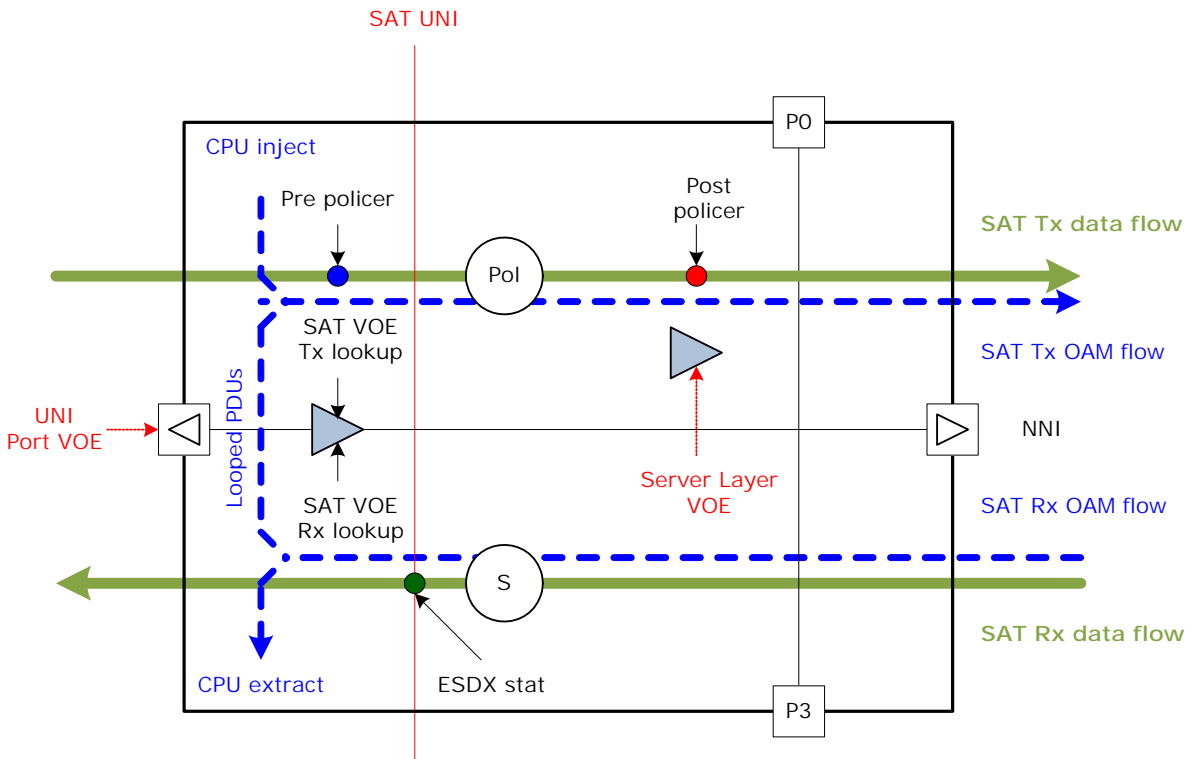 SAT UNI
P0
CPU inject
Pre policer
Post
policer
SAT Tx data flow
Pol
SAT VOE
Tx lookup
SAT Tx OAM flow
Looped PDUs
UNI
Port VOE
NNI
Server Layer
VOE
SAT VOE
Rx lookup
SAT Rx OAM flow
S
SAT Rx data flow
CPU extract
ESDX stat
P3